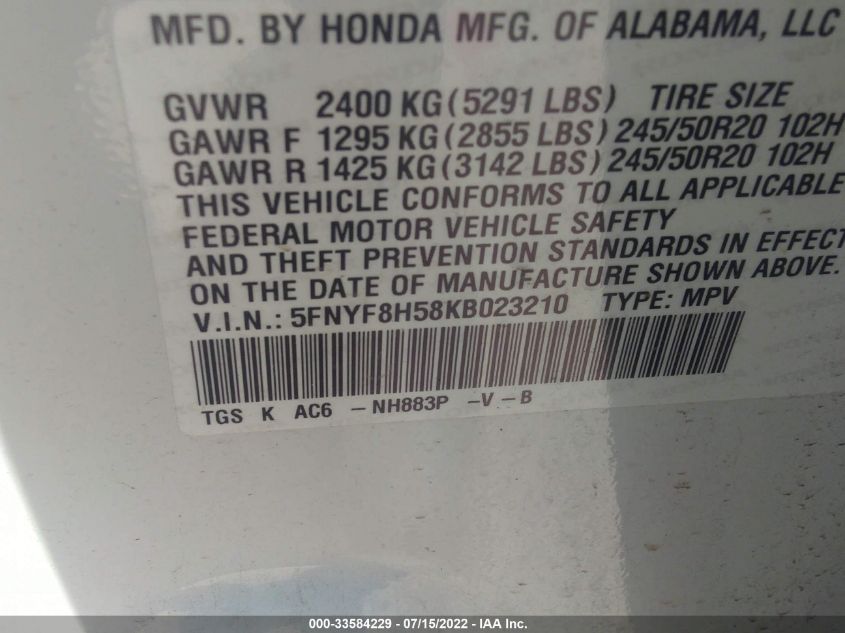 MFD. BY HONDA MFG. OF ALABAMA, LLC
GVWR 2400 KG (5291 LBS) TIRE SIZE
GAWR F 1295 KG (2855 LBS) 245/50R20 102H
GAWR R 1425 KG (3142 LBS) 245/50R20 102H
THIS VEHICLE CONFORMS TO ALL APPLICABLE
FEDERAL MOTOR VEHICLE SAFETY
AND THEFT PREVENTION STANDARDS IN EFFECT
ON THE DATE OF MANUFACTURE SHOWN ABOVE.
V.I.N.: 5FNYF8H58KB023210 TYPE: MPV
TGS K AC6 - NH883P - V - B
000-33584229 - 07/15/2022 - IAA Inc.